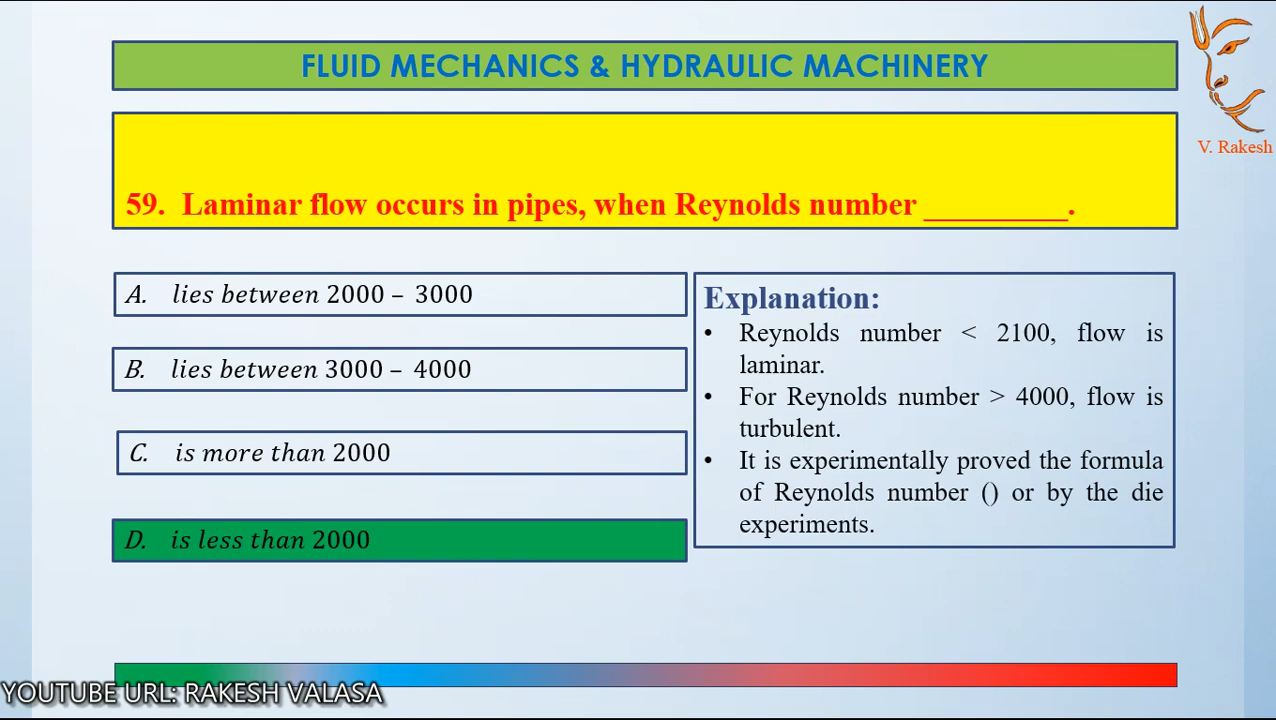 FLUID MECHANICS & HYDRAULIC MACHINERY
V. Rakesh
59. Laminar flow occurs in pipes, when Reynolds number _________.
A. lies between 2000 – 3000
B. lies between 3000 – 4000
C. is more than 2000
D. is less than 2000
Explanation:
• Reynolds number < 2100, flow is
laminar.
• For Reynolds number > 4000, flow is
turbulent.
• It is experimentally proved the formula
of Reynolds number () or by the die
experiments.
YOUTUBE URL: RAKESH VALASA